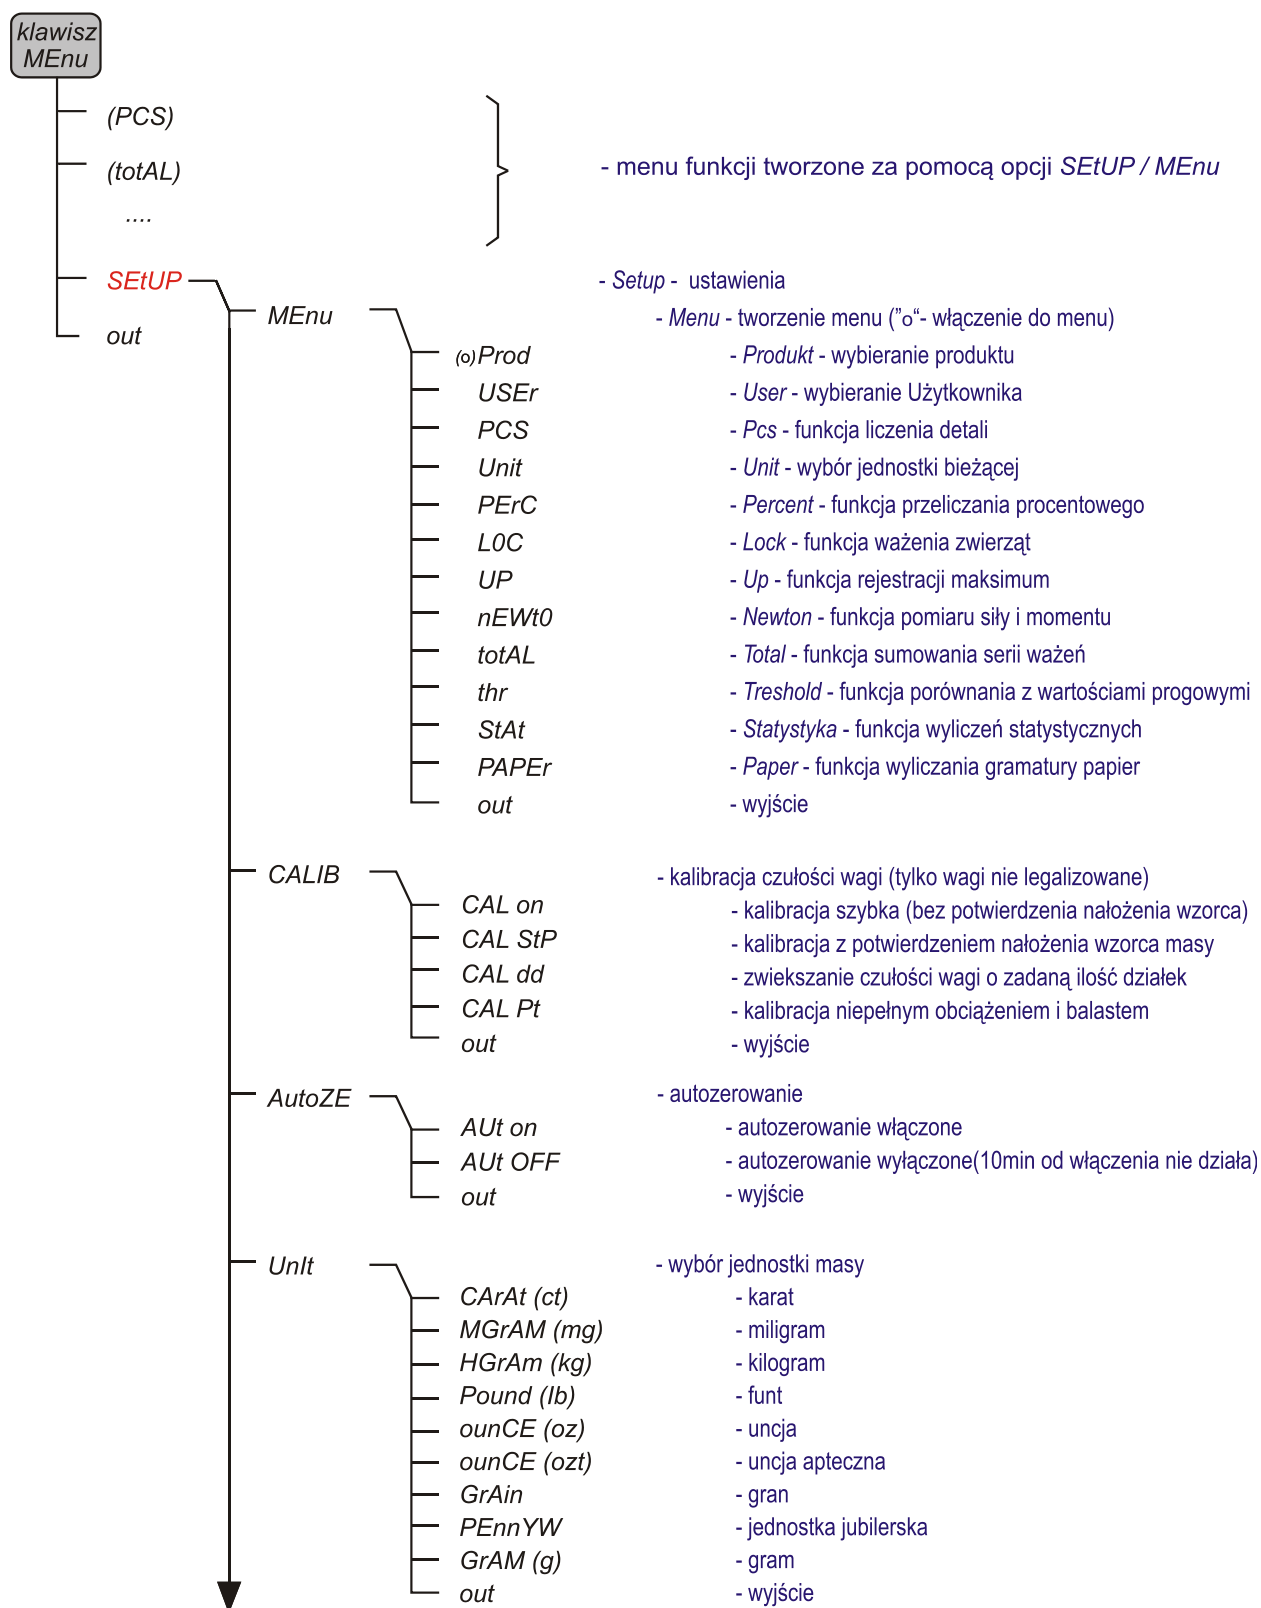 klawisz
MEnu
(PCS)
(totAL)
....
- menu funkcji tworzone za pomocą opcji SEtUP / MEnu
SEtUP - Setup - ustawienia
MEnu - Menu - tworzenie menu ("o"- włączenie do menu)
out
(o) Prod - Produkt - wybieranie produktu
USEr - User - wybieranie Użytkownika
PCS - Pcs - funkcja liczenia detali
Unit - Unit - wybór jednostki bieżącej
PErC - Percent - funkcja przeliczania procentowego
L0C - Lock - funkcja ważenia zwierząt
UP - Up - funkcja rejestracji maksimum
nEWt0 - Newton - funkcja pomiaru siły i momentu
totAL - Total - funkcja sumowania serii ważeń
thr - Treshold - funkcja porównania z wartościami progowymi
StAt - Statystyka - funkcja wyliczeń statystycznych
PAPEr - Paper - funkcja wyliczania gramatury papier
out - wyjście
CALIB - kalibracja czułości wagi (tylko wagi nie legalizowane)
CAL on - kalibracja szybka (bez potwierdzenia nałożenia wzorca)
CAL StP - kalibracja z potwierdzeniem nałożenia wzorca masy
CAL dd - zwiekszanie czułości wagi o zadaną ilość działek
CAL Pt - kalibracja niepełnym obciążeniem i balastem
out - wyjście
AutoZE - autozerowanie
AUt on - autozerowanie włączone
AUt OFF - autozerowanie wyłączone(10min od włączenia nie działa)
out - wyjście
UnIt - wybór jednostki masy
CArAt (ct) - karat
MGrAM (mg) - miligram
HGrAm (kg) - kilogram
Pound (Ib) - funt
ounCE (oz) - uncja
ounCE (ozt) - uncja apteczna
GrAin - gran
PEnnYW - jednostka jubilerska
GrAM (g) - gram
out - wyjście